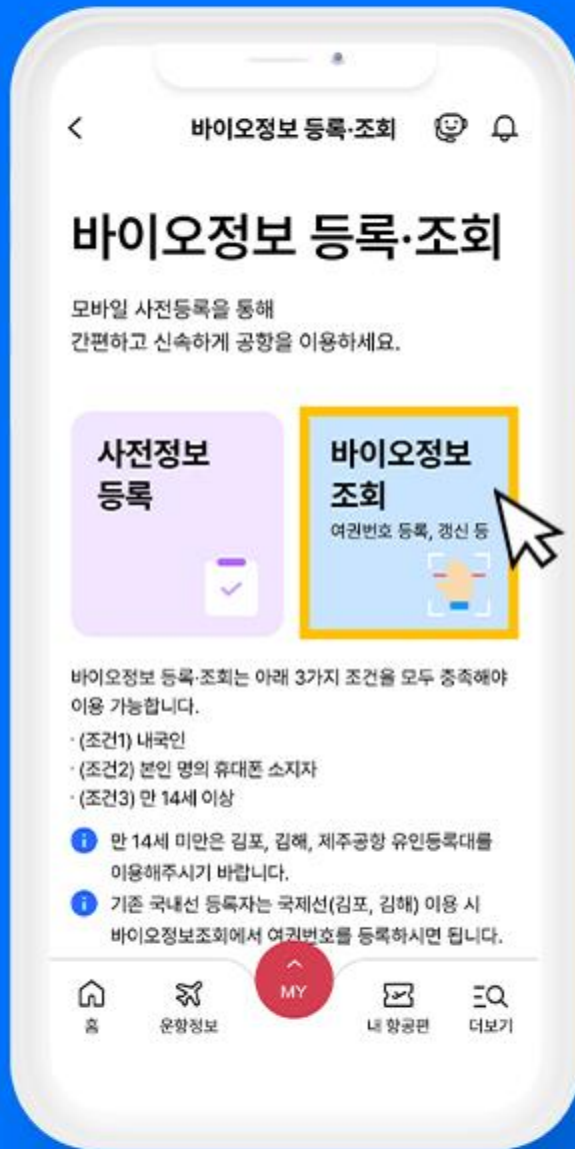 바이오정보 등록·조회
바이오정보 등록·조회
모바일 사전등록을 통해
간편하고 신속하게 공항을 이용하세요.
사전정보
등록
바이오정보
조회
여권번호 등록, 갱신 등
바이오정보 등록·조회는 아래 3가지 조건을 모두 충족해야
이용 가능합니다.
· (조건1) 내국인
· (조건2) 본인 명의 휴대폰 소지자
· (조건3) 만 14세 이상
만 14세 미만은 김포, 김해, 제주공항 유인등록대를
이용해주시기 바랍니다.
기존 국내선 등록자는 국제선(김포, 김해) 이용 시
바이오정보조회에서 여권번호를 등록하시면 됩니다.
MY
홈
운항정보
내 항공편
더보기